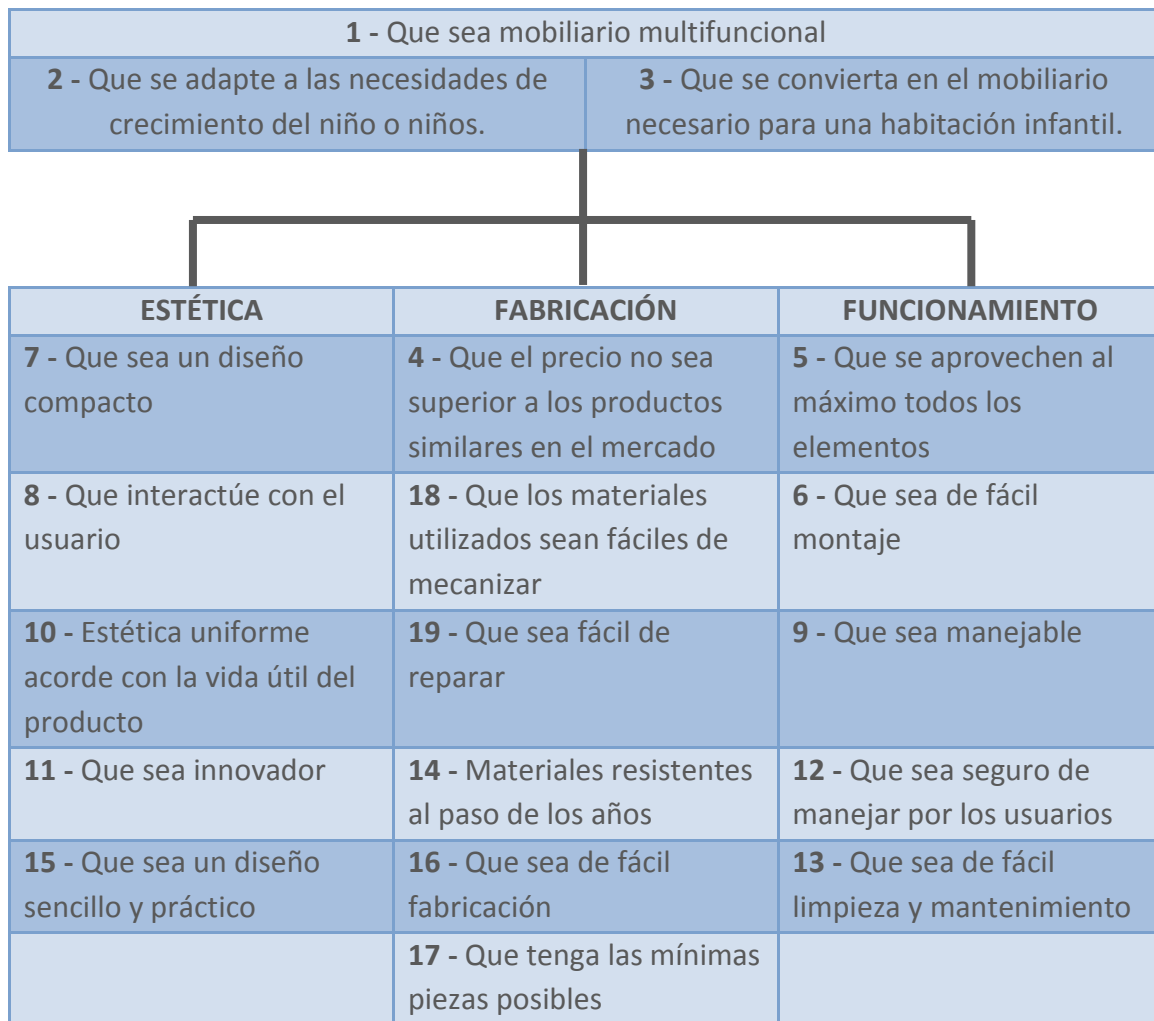 1 - Que sea mobiliario multifuncional
2 - Que se adapte a las necesidades de
crecimiento del niño o niños.
3 - Que se convierta en el mobiliario
necesario para una habitación infantil.
ESTÉTICA
FABRICACIÓN
FUNCIONAMIENTO
7 - Que sea un diseño
compacto
4 - Que el precio no sea
superior a los productos
similares en el mercado
5 - Que se aprovechen al
máximo todos los
elementos
8 - Que interactúe con el
usuario
18 - Que los materiales
utilizados sean fáciles de
mecanizar
6 - Que sea de fácil
montaje
10 - Estética uniforme
acorde con la vida útil del
producto
19 - Que sea fácil de
reparar
9 - Que sea manejable
11 - Que sea innovador
14 - Materiales resistentes
al paso de los años
12 - Que sea seguro de
manejar por los usuarios
15 - Que sea un diseño
sencillo y práctico
16 - Que sea de fácil
fabricación
13 - Que sea de fácil
limpieza y mantenimiento
17 - Que tenga las mínimas
piezas posibles